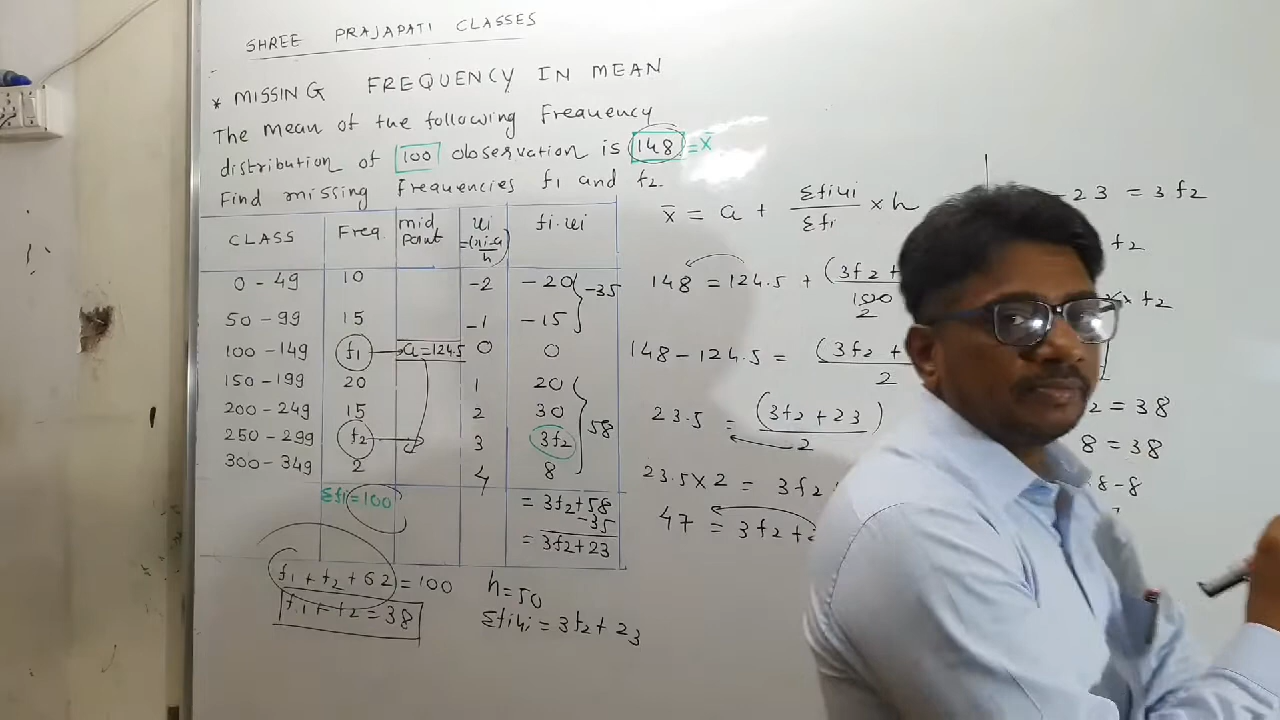 SHREE PRAJAPATI CLASSES
* MISSING FREQUENCY IN MEAN
The mean of the following Frequency
distribution of 100 observation is 148 = x̄
Find missing Frequencies f1 and f2.
CLASS Freq. mid point ui =(xi-a)/h fi.ui
0-49 10 -2 -20
-35
50-99 15 -1 -15
100-149 f1 a=124.5 0 0
150-199 20 1 20
200-249 15 2 30
58
250-299 f2 3 3f2
300-349 2 4 8
Σfi=100 = 3f2+58
-35
= 3f2+23
f1+f2+62=100
f1+f2=38
h=50
Σfiui = 3f2+23
x̄ = a + Σfiui/Σfi × h
148 = 124.5 + (3f2+
100
2
148-124.5 = (3f2+
2
23.5 = (3f2+23)/2
23.5×2 = 3f2
47 = 3f2+2
-23 = 3f2
f2
f2
2 = 38
8 = 38
8-8